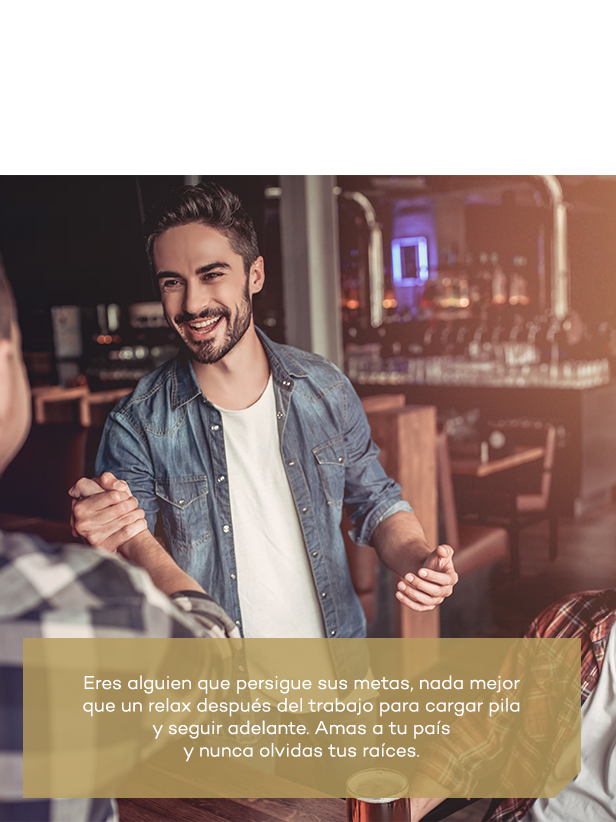 Eres alguien que persigue sus metas, nada mejor
que un relax después del trabajo para cargar pila
y seguir adelante. Amas a tu país
y nunca olvidas tus raíces.